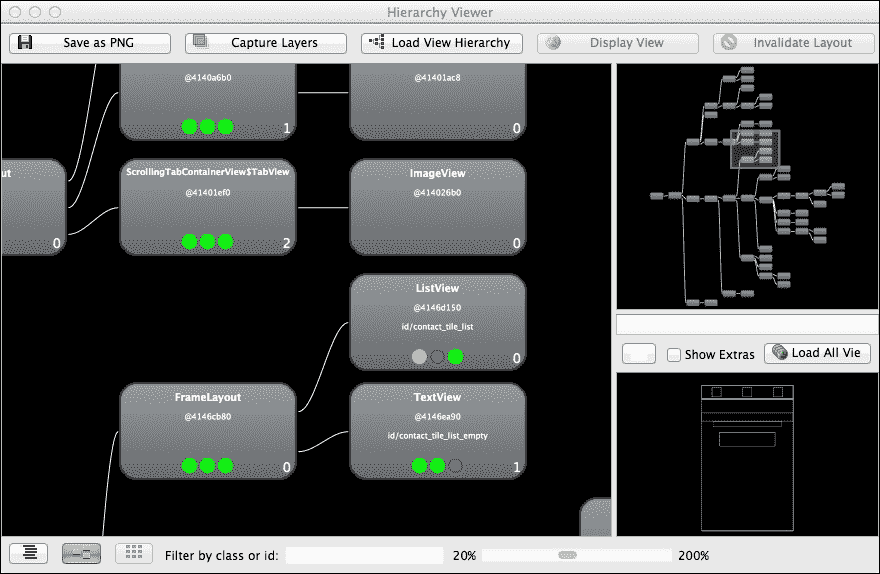 Hierarchy Viewer
Save as PNG
Capture Layers
Load View Hierarchy
Display View
Invalidate Layout
@4140a6b0
1
@41401ac8
0
ut
0
ScrollingTabContainerView$TabView
@41401ef0
2
ImageView
@414026b0
0
ListView
@4146d150
id/contact_tile_list
0
FrameLayout
@4146cb80
0
TextView
@4146ea90
id/contact_tile_list_empty
1
Show Extras
Load All Vie
Filter by class or id:
20%
200%